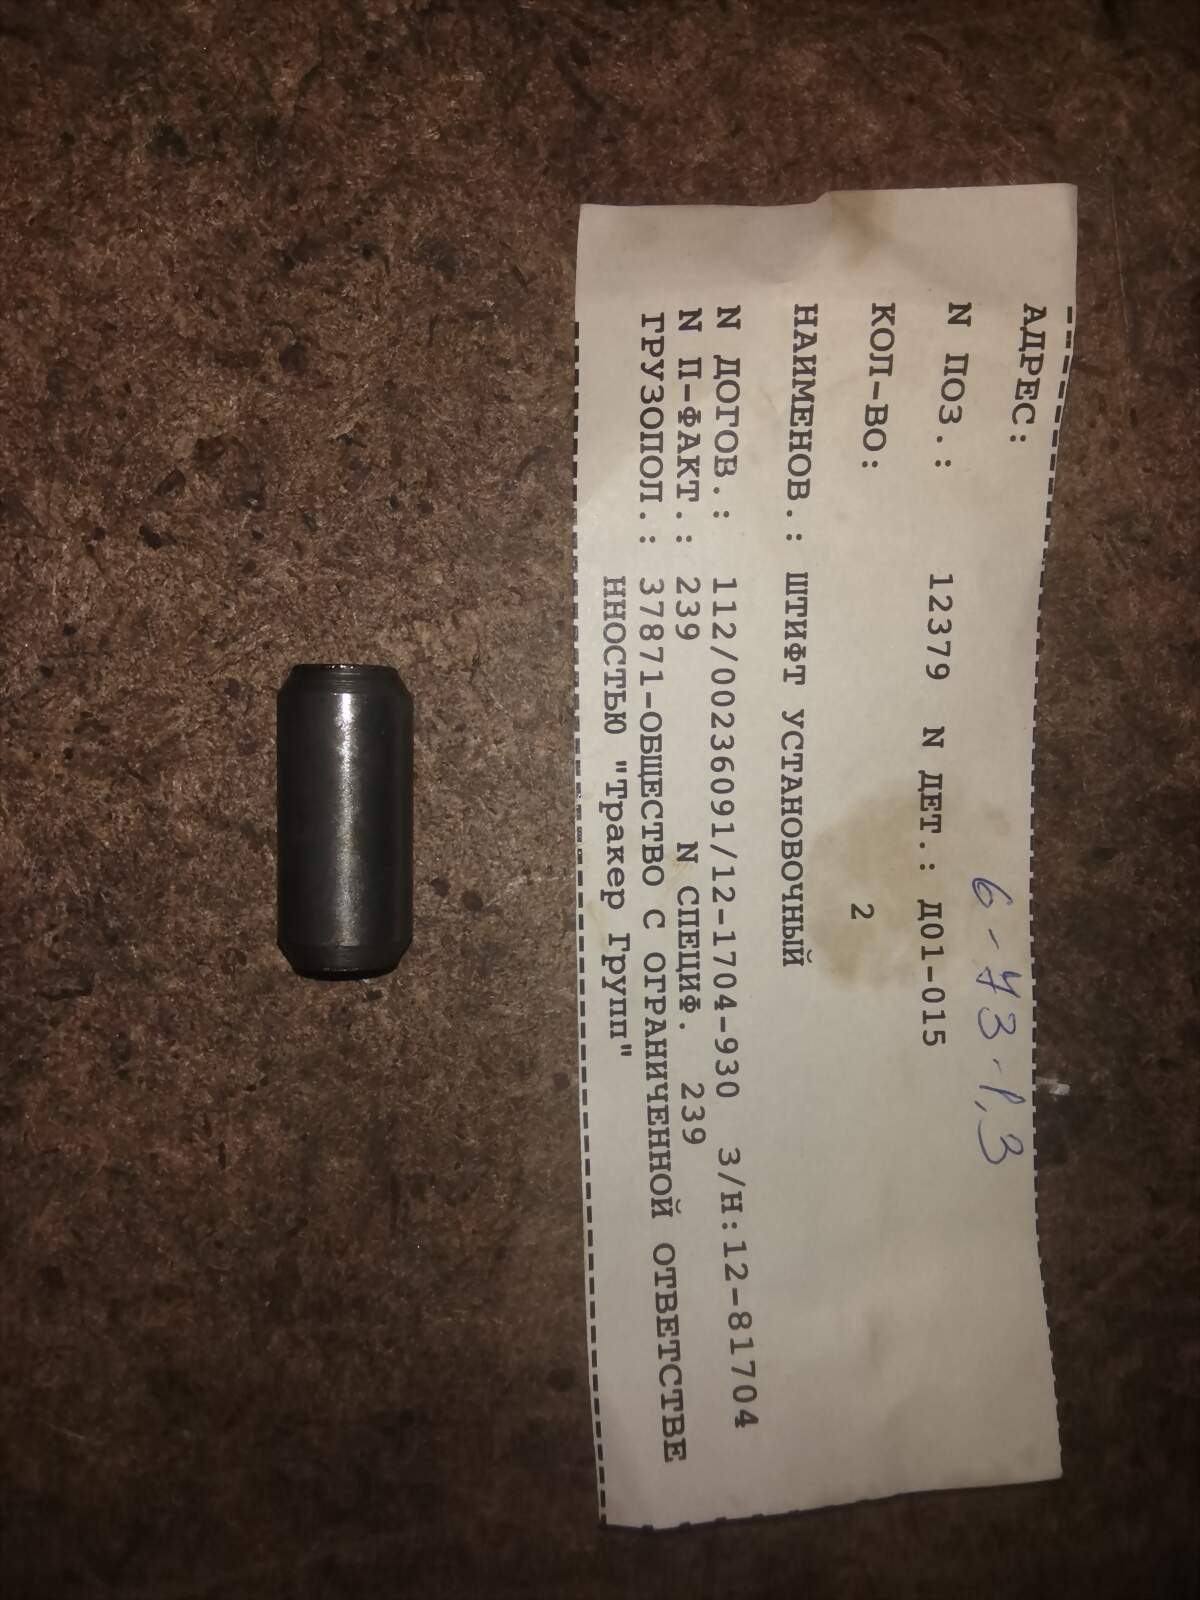 АДРЕС:
6-73-1,3
N ПОЗ.: 12379 N ДЕТ.: Д01-015
КОЛ-ВО: 2
НАИМЕНОВ.: ШТИФТ УСТАНОВОЧНЫЙ
N ДОГОВ.: 112/00236091/12-1704-930 З/Н:12-81704
N П-ФАКТ.: 239 N СПЕЦИФ. 239
ГРУЗОПОЛ.: 37871-ОБЩЕСТВО С ОГРАНИЧЕННОЙ ОТВЕТСТВЕ
ННОСТЬЮ "Тракер Групп"